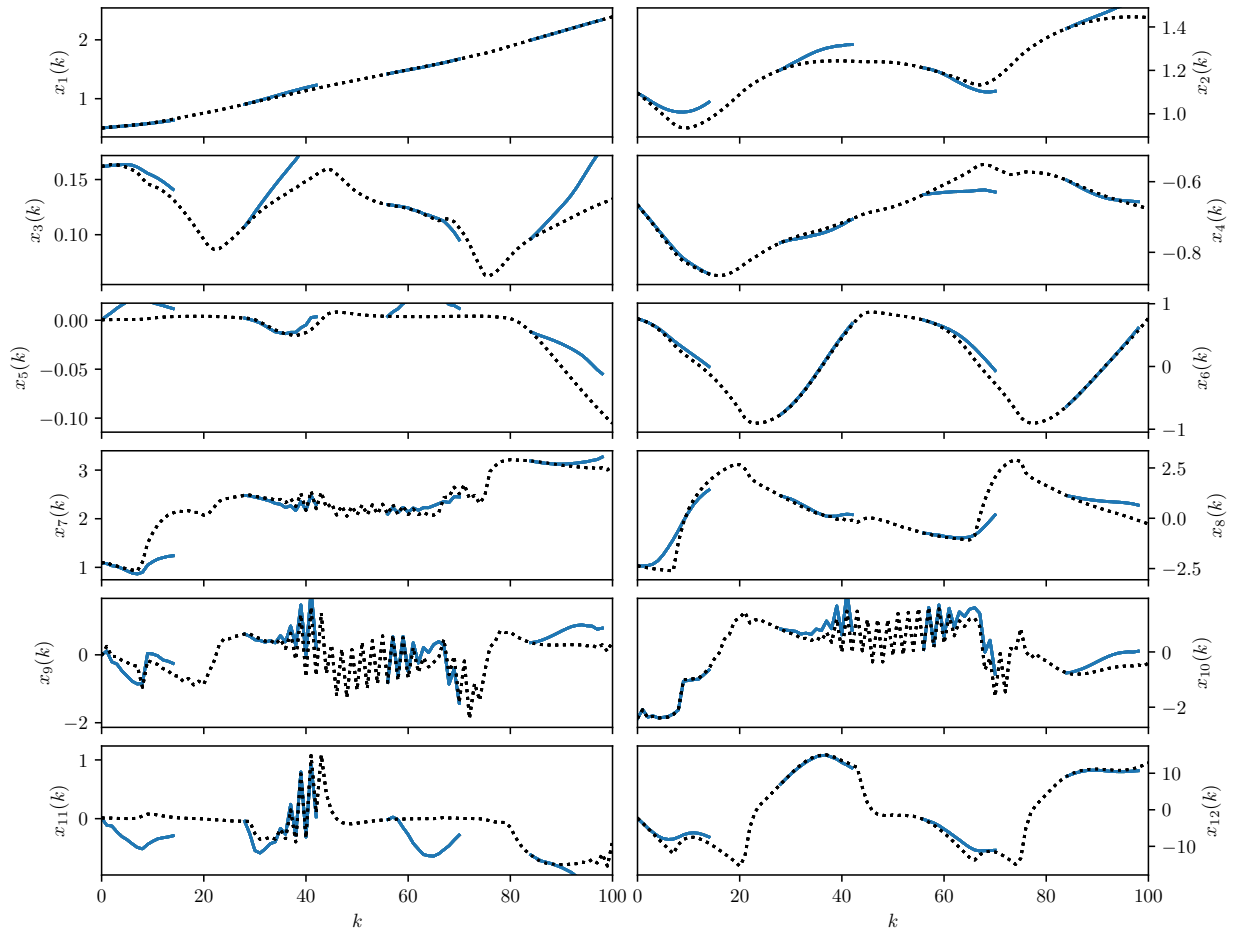 2
1
x₁(k)
1.4
1.2
1.0
x₂(k)
0.15
0.10
x₃(k)
−0.6
−0.8
x₄(k)
0.00
−0.05
−0.10
x₅(k)
1
0
−1
x₆(k)
3
2
1
x₇(k)
2.5
0.0
−2.5
x₈(k)
0
−2
x₉(k)
0
−2
x₁₀(k)
1
0
x₁₁(k)
10
0
−10
x₁₂(k)
0 20 40 60 80 100
0 20 40 60 80 100
k
k